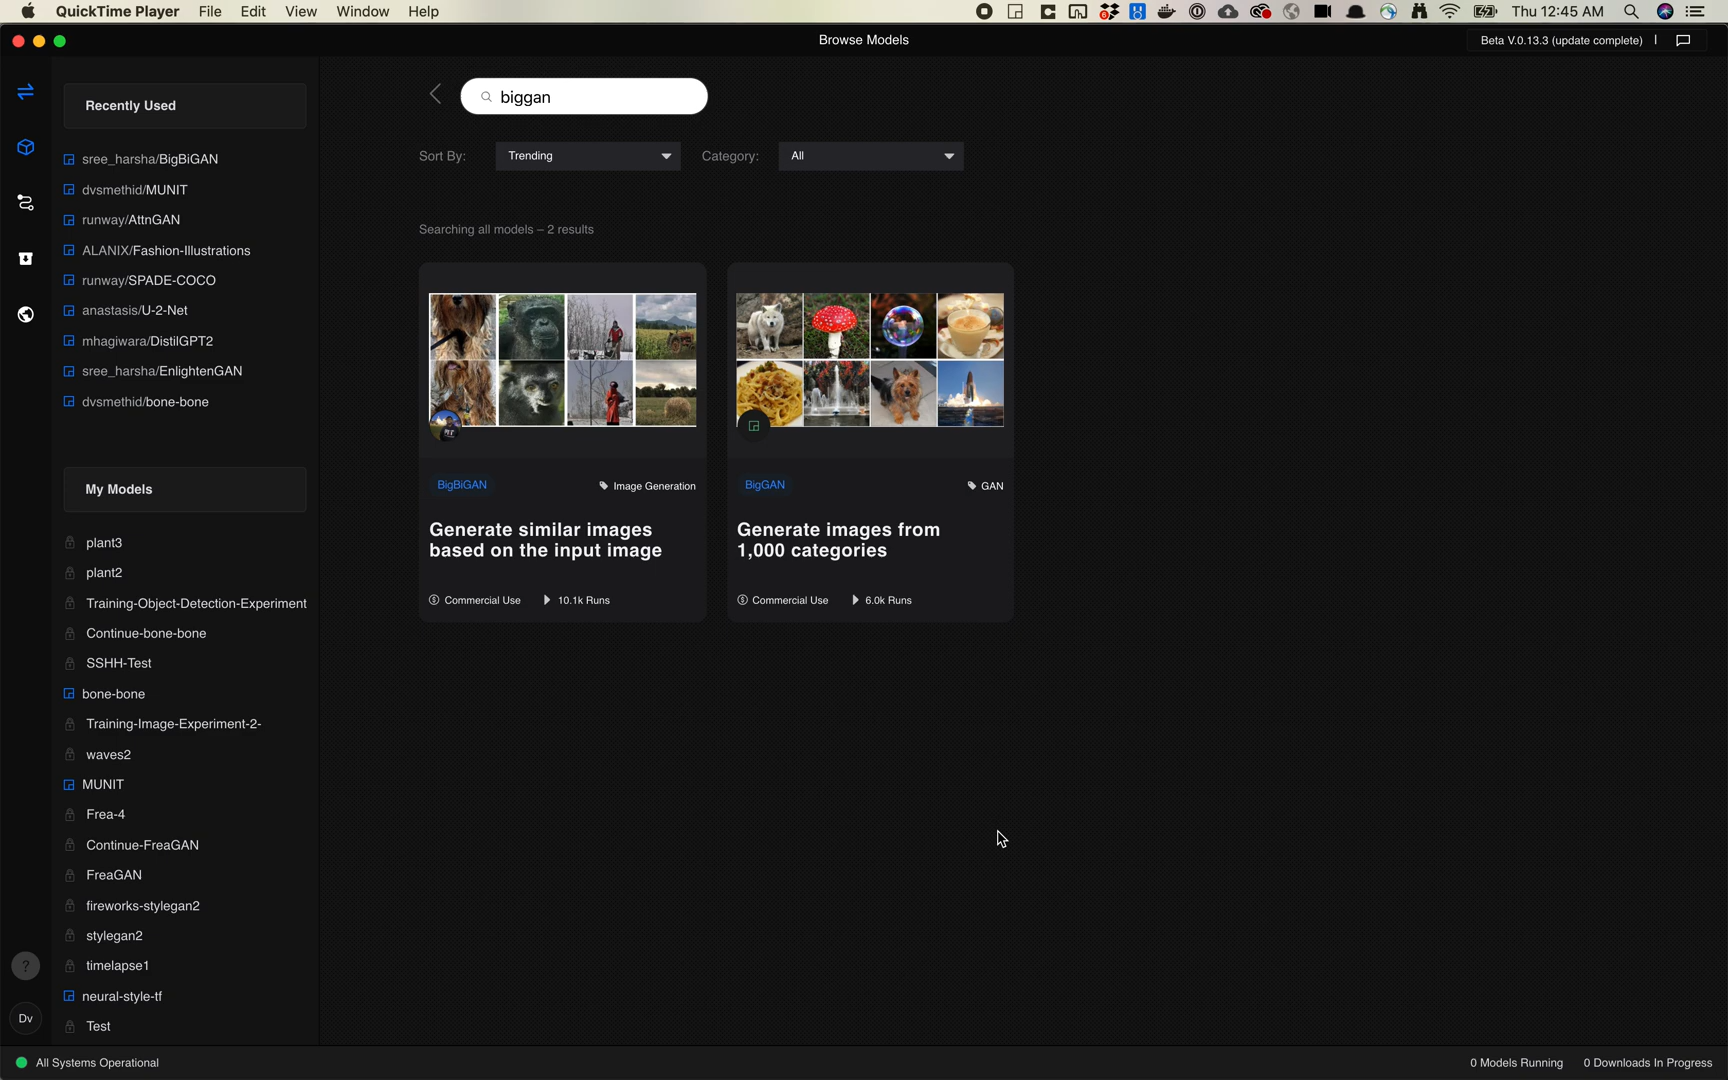 QuickTime Player File Edit View Window Help Thu 12:45 AM
Browse Models
Beta V.0.13.3 (update complete)
Recently Used
sree_harsha/BigBiGAN
dvsmethid/MUNIT
runway/AttnGAN
ALANIX/Fashion-Illustrations
runway/SPADE-COCO
anastasis/U-2-Net
mhagiwara/DistilGPT2
sree_harsha/EnlightenGAN
dvsmethid/bone-bone
My Models
plant3
plant2
Training-Object-Detection-Experiment
Continue-bone-bone
SSHH-Test
bone-bone
Training-Image-Experiment-2-
waves2
MUNIT
Frea-4
Continue-FreaGAN
FreaGAN
fireworks-stylegan2
stylegan2
timelapse1
neural-style-tf
Test
?
Dv
biggan
Sort By: Trending Category: All
Searching all models – 2 results
BigBiGAN Image Generation
Generate similar images
based on the input image
Commercial Use 10.1k Runs
BigGAN GAN
Generate images from
1,000 categories
Commercial Use 6.0k Runs
All Systems Operational
0 Models Running 0 Downloads In Progress